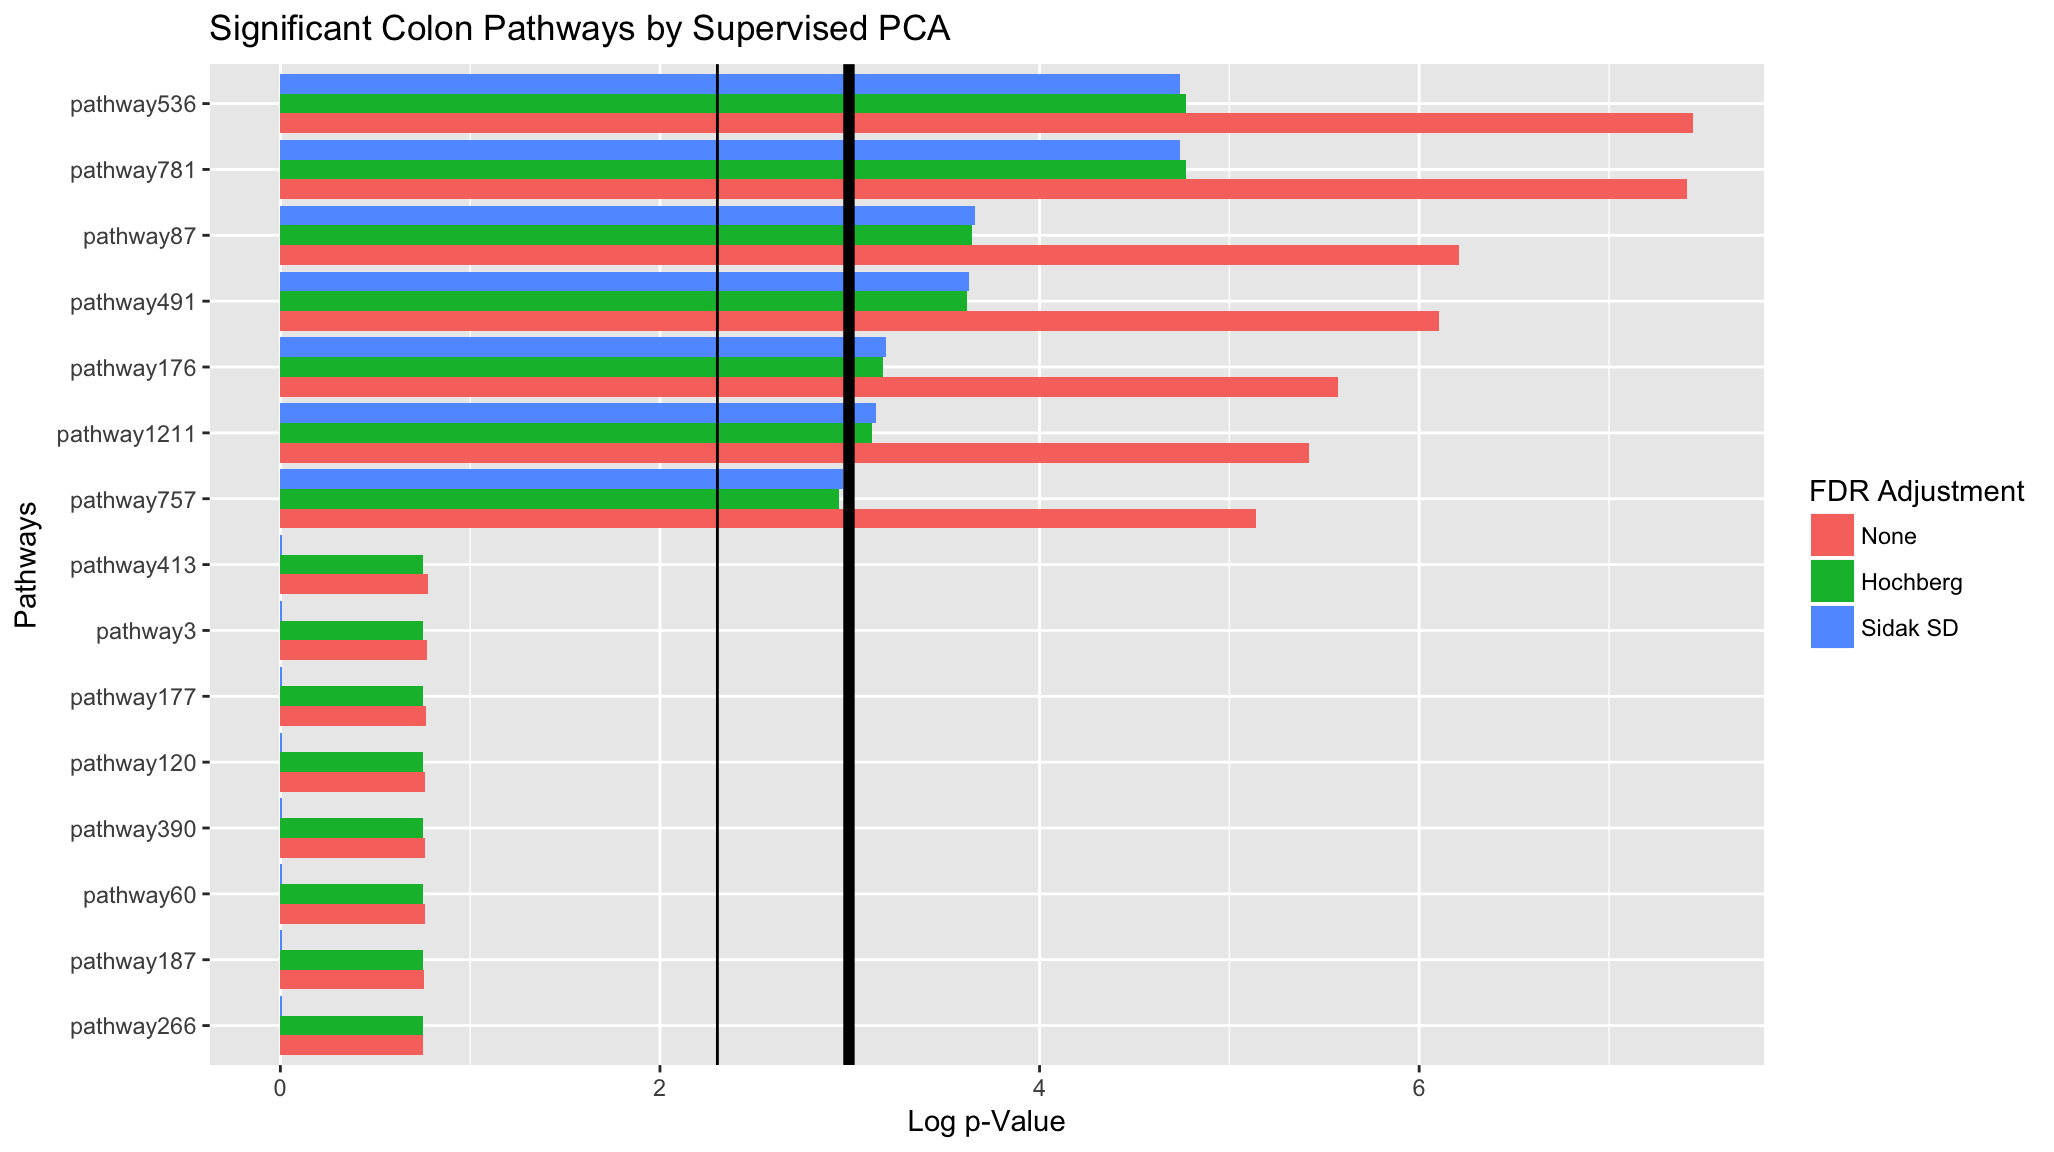 Significant Colon Pathways by Supervised PCA
pathway536
pathway781
pathway87
pathway491
pathway176
pathway1211
pathway757
pathway413
pathway3
pathway177
pathway120
pathway390
pathway60
pathway187
pathway266
Pathways
0 2 4 6
Log p-Value
FDR Adjustment
None
Hochberg
Sidak SD